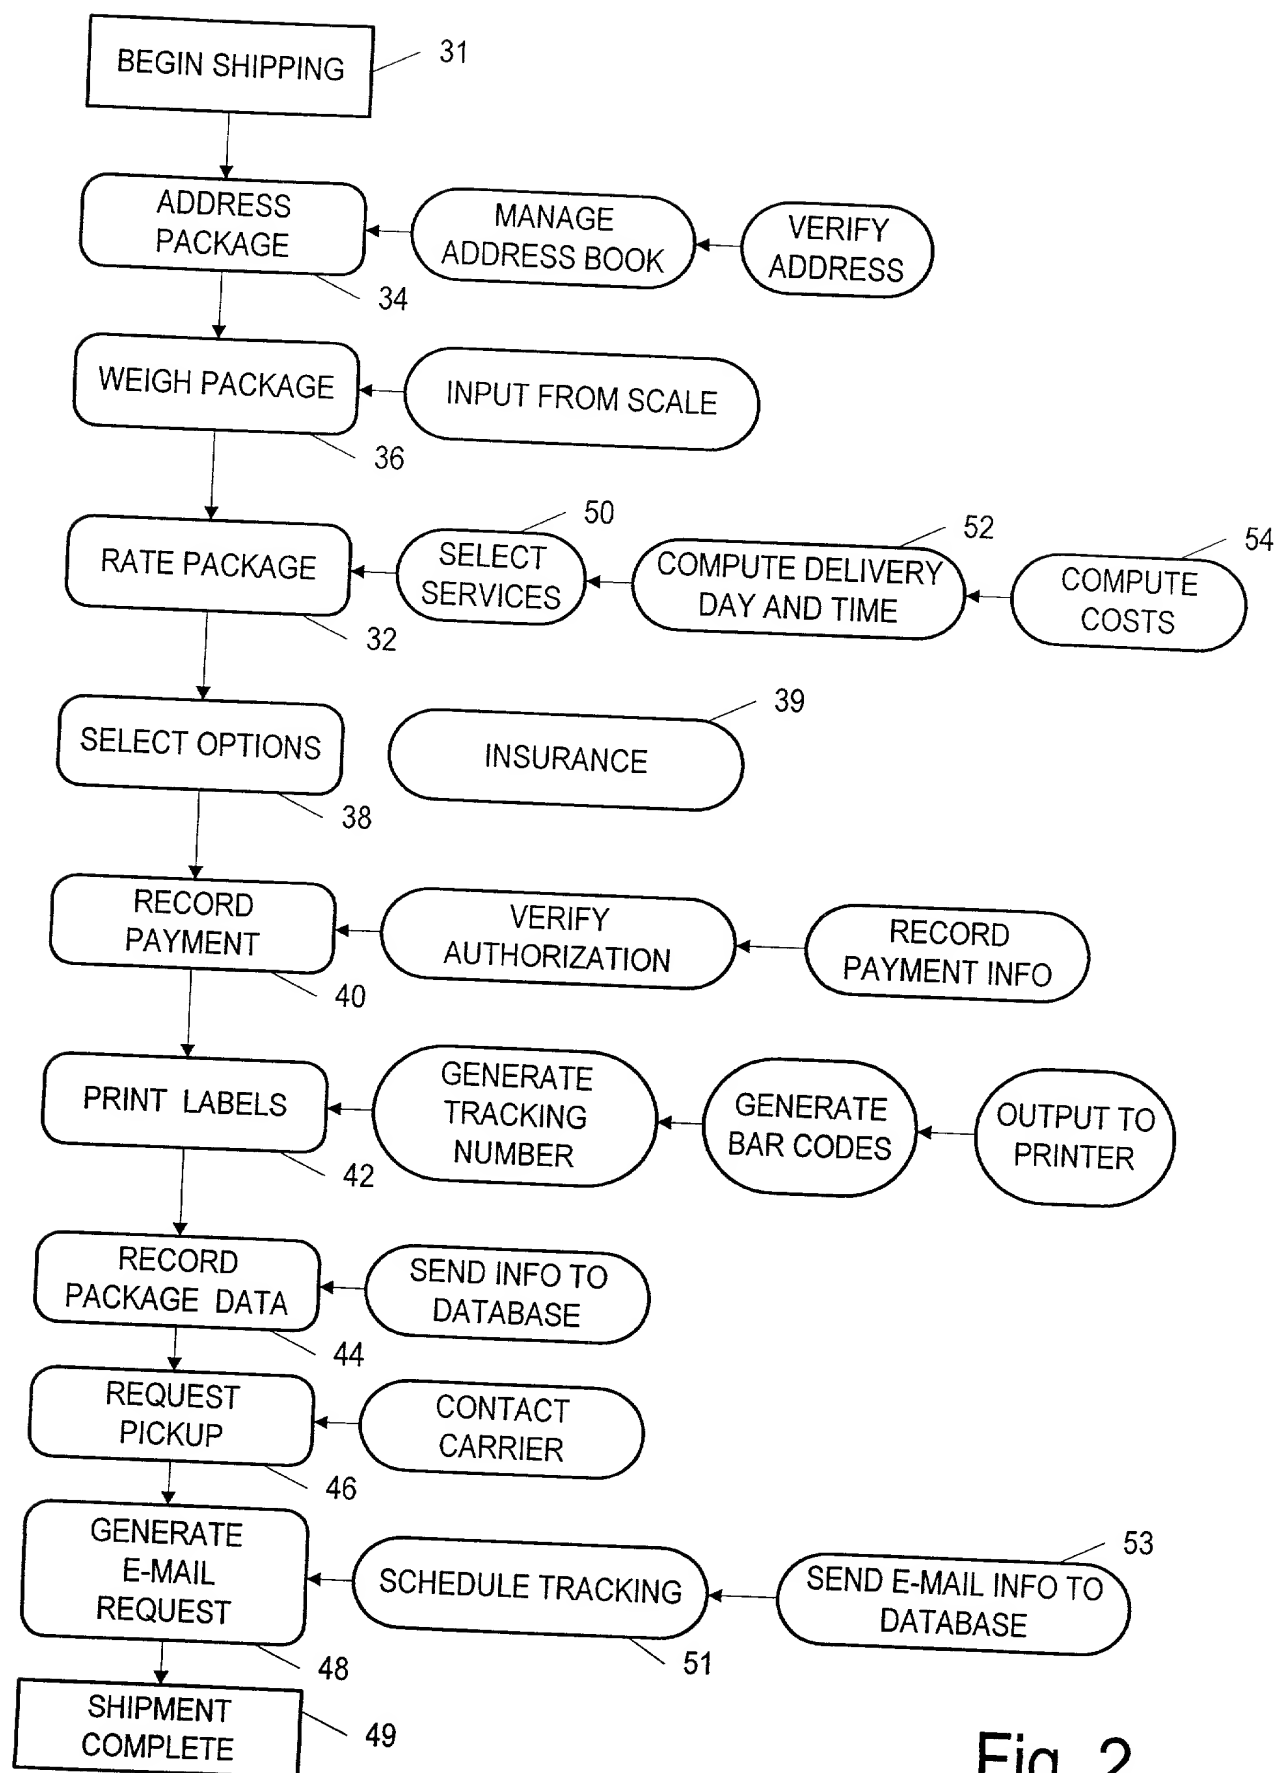 BEGIN SHIPPING
31
ADDRESS
PACKAGE
34
MANAGE
ADDRESS BOOK
VERIFY
ADDRESS
WEIGH PACKAGE
36
INPUT FROM SCALE
RATE PACKAGE
32
SELECT
SERVICES
50
COMPUTE DELIVERY
DAY AND TIME
52
COMPUTE
COSTS
54
SELECT OPTIONS
38
INSURANCE
39
RECORD
PAYMENT
40
VERIFY
AUTHORIZATION
RECORD
PAYMENT INFO
PRINT LABELS
42
GENERATE
TRACKING
NUMBER
GENERATE
BAR CODES
OUTPUT TO
PRINTER
RECORD
PACKAGE DATA
44
SEND INFO TO
DATABASE
REQUEST
PICKUP
46
CONTACT
CARRIER
GENERATE
E-MAIL
REQUEST
48
SCHEDULE TRACKING
51
SEND E-MAIL INFO TO
DATABASE
53
SHIPMENT
COMPLETE
49
Fig. 2